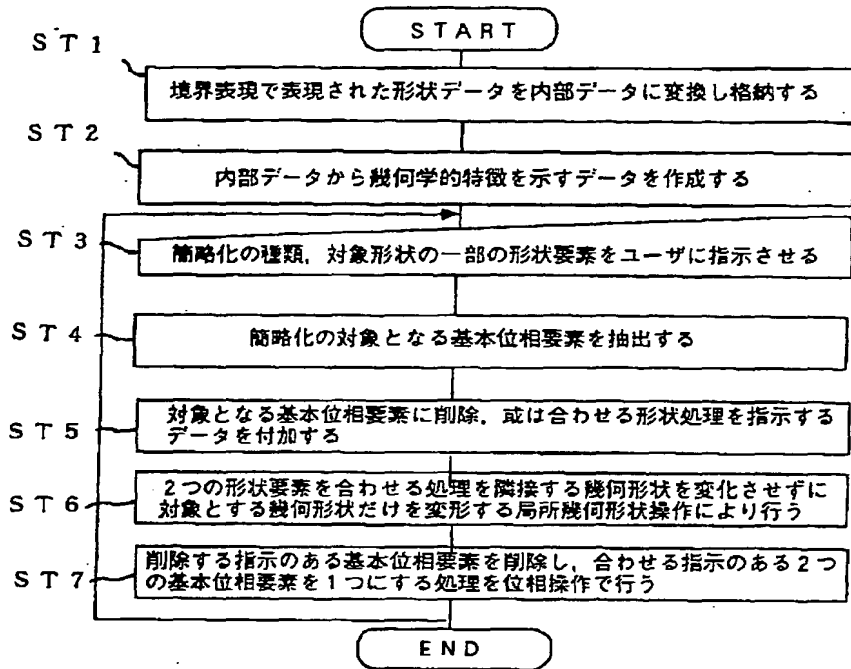 START
ST1
境界表現で表現された形状データを内部データに変換し格納する
ST2
内部データから幾何学的特徴を示すデータを作成する
ST3
簡略化の種類,対象形状の一部の形状要素をユーザに指示させる
ST4
簡略化の対象となる基本位相要素を抽出する
ST5
対象となる基本位相要素に削除,或は合わせる形状処理を指示する
データを付加する
ST6
2つの形状要素を合わせる処理を隣接する幾何形状を変化させずに
対象とする幾何形状だけを変形する局所幾何形状操作により行う
ST7
削除する指示のある基本位相要素を削除し,合わせる指示のある2つ
の基本位相要素を1つにする処理を位相操作で行う
END